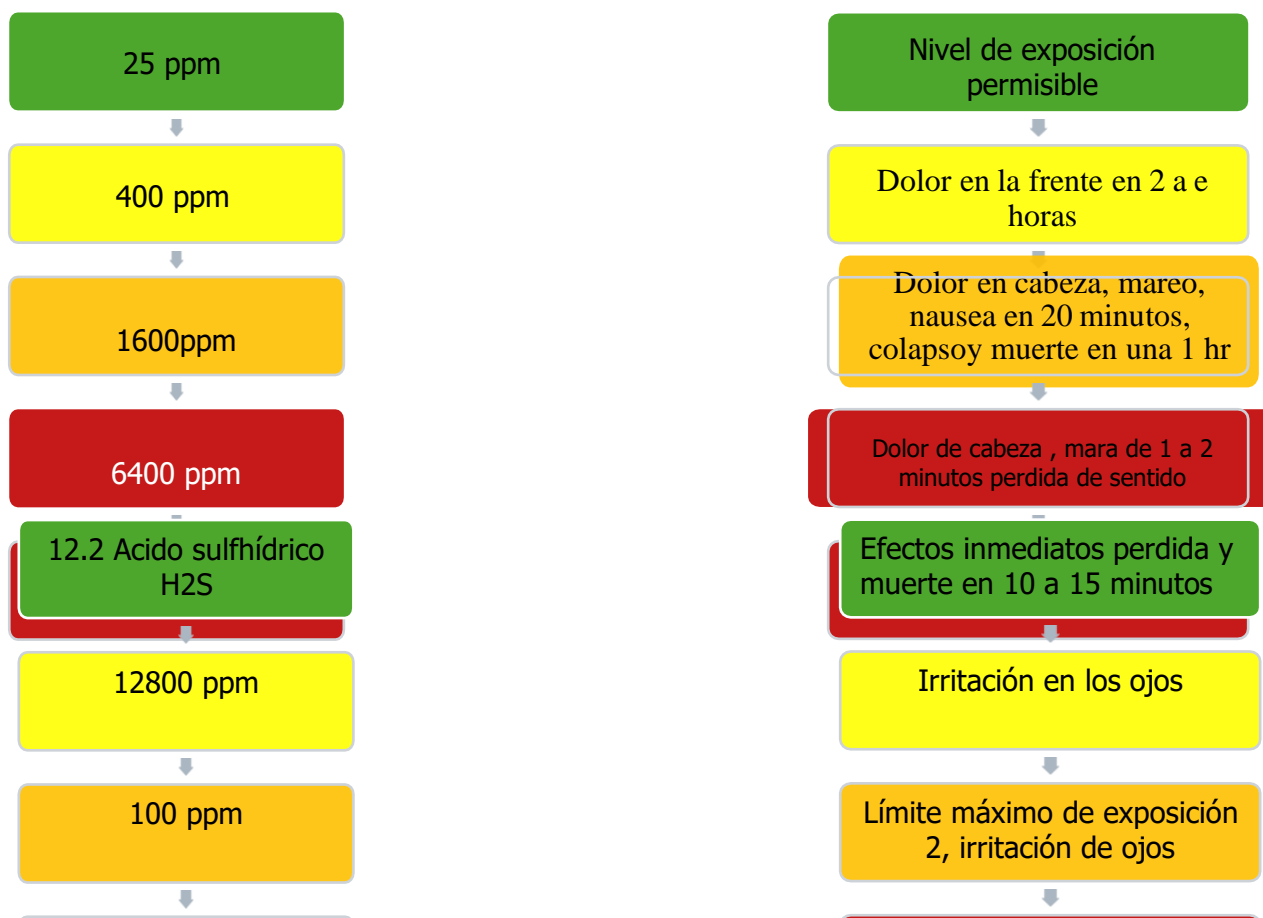 25 ppm
Nivel de exposición
permisible
400 ppm
Dolor en la frente en 2 a e
horas
1600ppm
Dolor en cabeza, mareo,
nausea en 20 minutos,
colapsoy muerte en una 1 hr
6400 ppm
Dolor de cabeza , mara de 1 a 2
minutos perdida de sentido
12.2 Acido sulfhídrico
H2S
Efectos inmediatos perdida y
muerte en 10 a 15 minutos
12800 ppm
Irritación en los ojos
100 ppm
Límite máximo de exposición
2, irritación de ojos